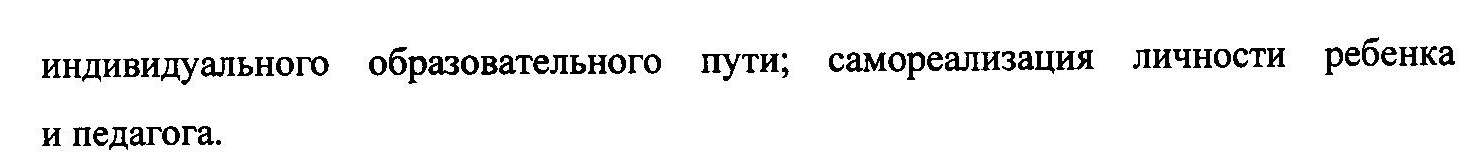 индивидуального образовательного пути; самореализация личности ребенка
и педагога.